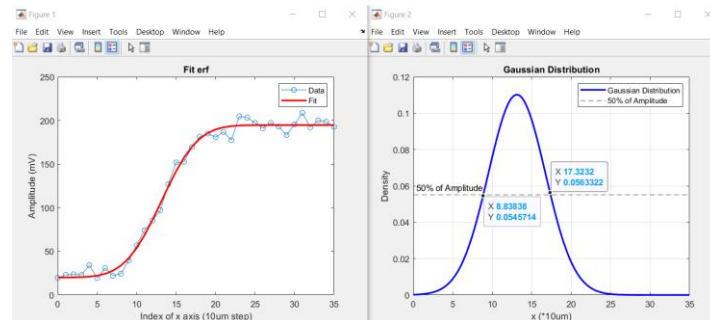 Figure 1
File Edit View Insert Tools Desktop Window Help
Fit erf
Data
Fit
Amplitude (mV)
250
200
150
100
50
0
0 5 10 15 20 25 30 35
Index of x axis (10um step)
Figure 2
File Edit View Insert Tools Desktop Window Help
Gaussian Distribution
Gaussian Distribution
50% of Amplitude
Density
0.12
0.1
0.08
0.06
0.04
0.02
0
50% of Amplitude
X 17.3232
Y 0.0563322
X 8.83838
Y 0.0545714
0 5 10 15 20 25 30 35
x (*10um)